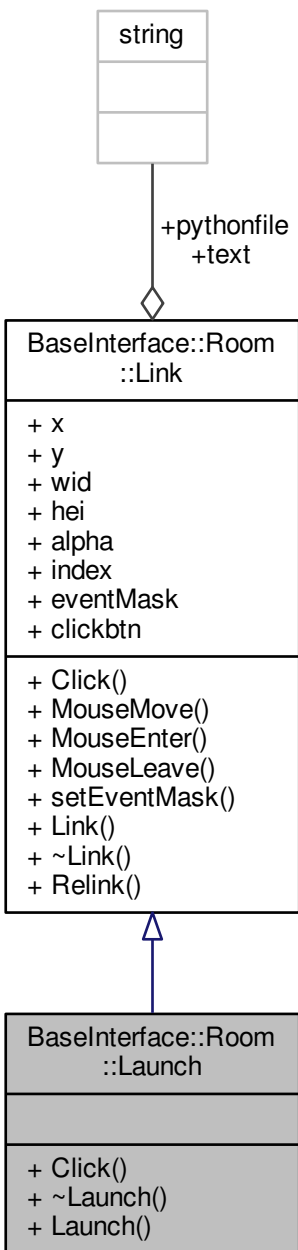 string
+pythonfile
+text
BaseInterface::Room
::Link
+ x
+ y
+ wid
+ hei
+ alpha
+ index
+ eventMask
+ clickbtn
+ Click()
+ MouseMove()
+ MouseEnter()
+ MouseLeave()
+ setEventMask()
+ Link()
+ ~Link()
+ Relink()
BaseInterface::Room
::Launch
+ Click()
+ ~Launch()
+ Launch()